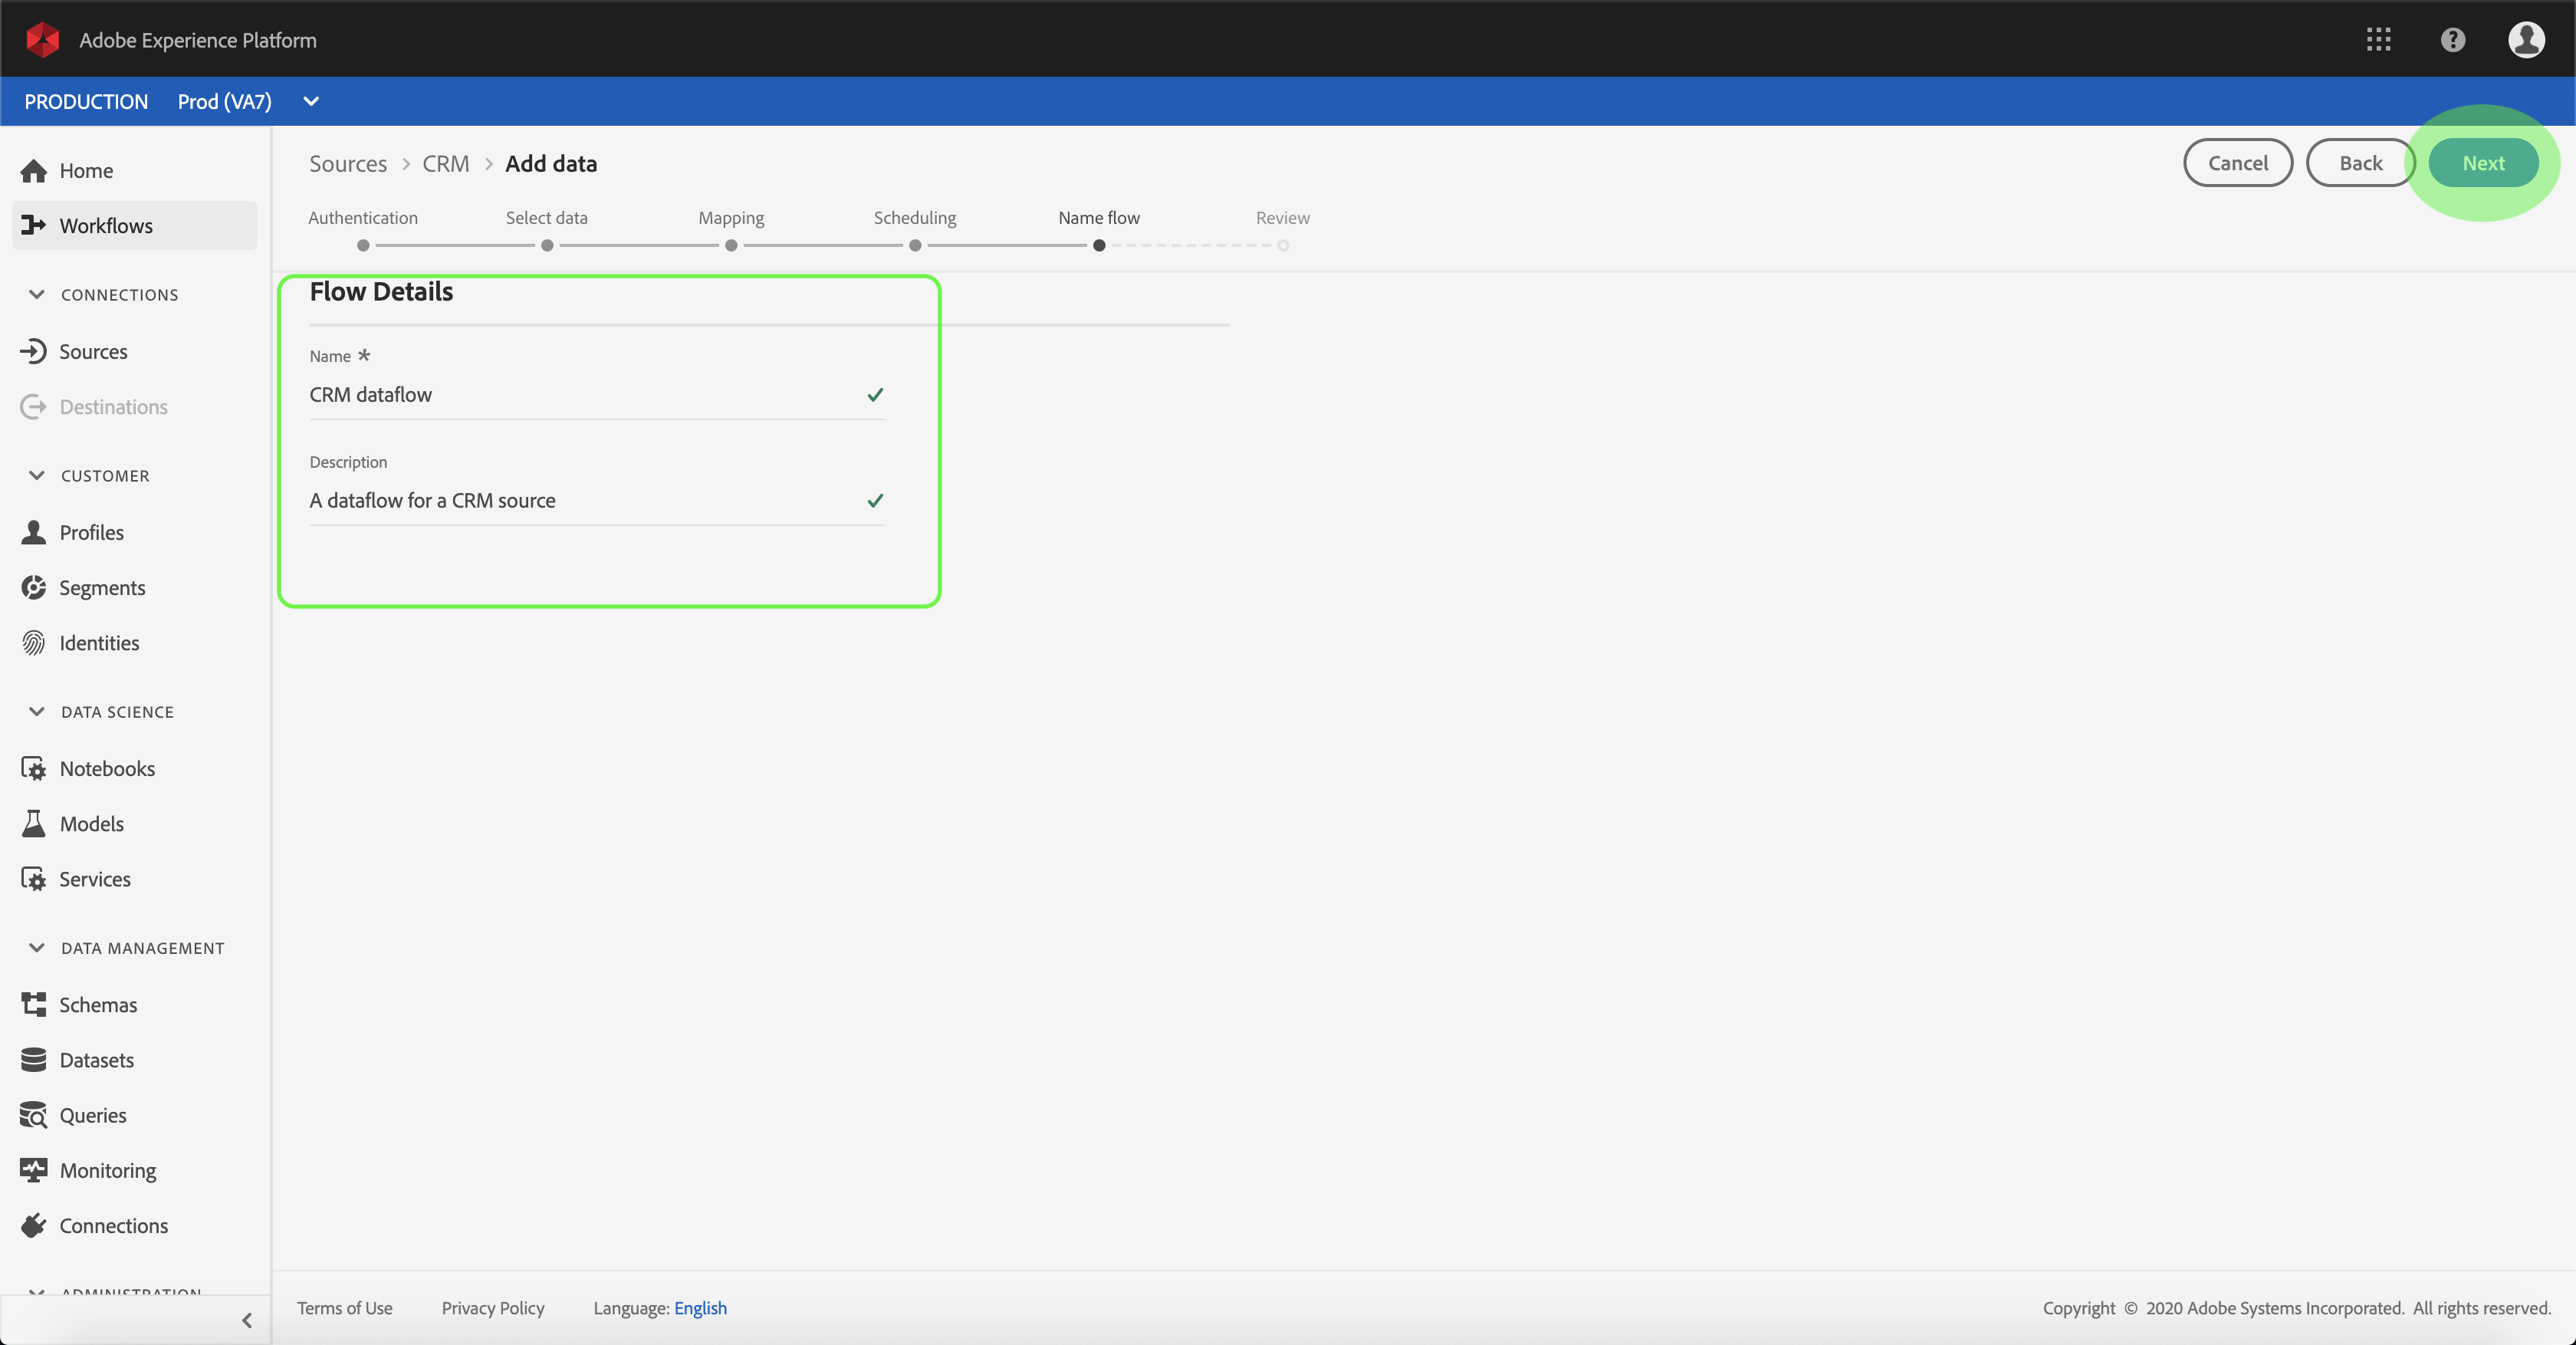 Adobe Experience Platform
PRODUCTION Prod (VA7)
Home
Workflows
CONNECTIONS
Sources
Destinations
CUSTOMER
Profiles
Segments
Identities
DATA SCIENCE
Notebooks
Models
Services
DATA MANAGEMENT
Schemas
Datasets
Queries
Monitoring
Connections
ADMINISTRATION
Sources > CRM > Add data
Cancel Back Next
Authentication Select data Mapping Scheduling Name flow Review
Flow Details
Name *
CRM dataflow
Description
A dataflow for a CRM source
Terms of Use Privacy Policy Language: English
Copyright © 2020 Adobe Systems Incorporated. All rights reserved.